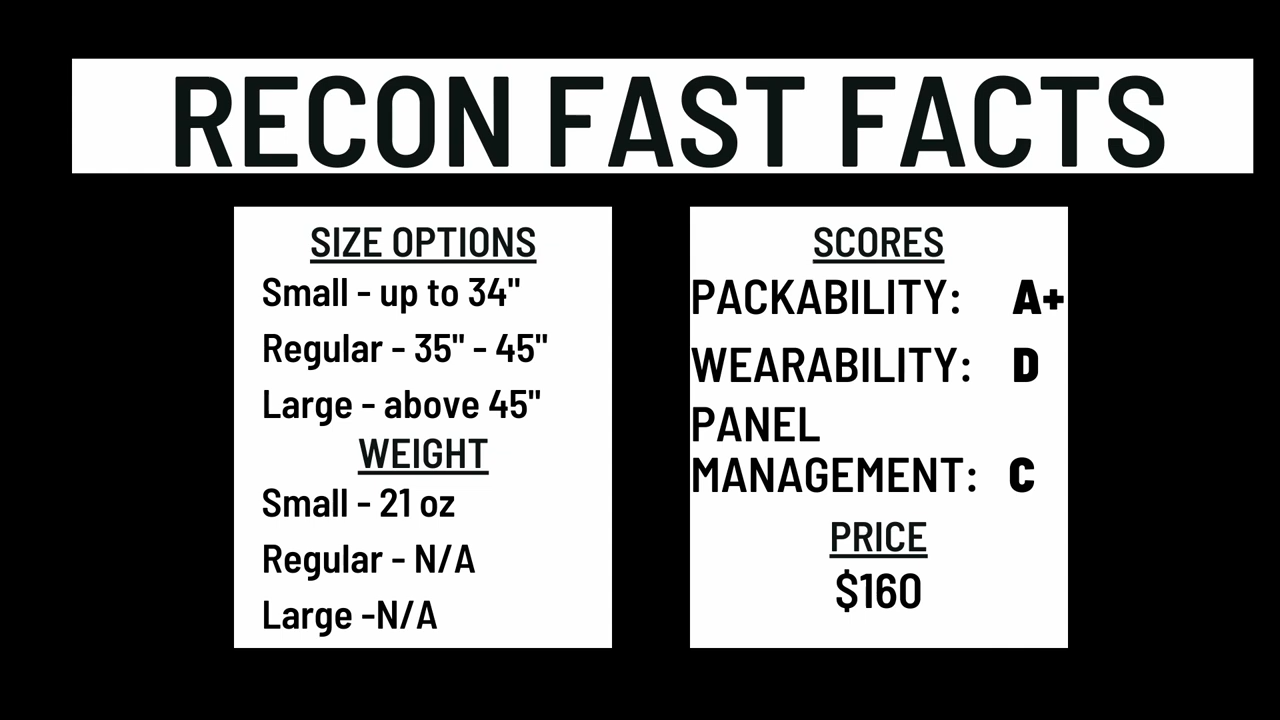 RECON FAST FACTS
SIZE OPTIONS
Small - up to 34"
Regular - 35" - 45"
Large - above 45"
WEIGHT
Small - 21 oz
Regular - N/A
Large -N/A
SCORES
PACKABILITY: A+
WEARABILITY: D
PANEL
MANAGEMENT: C
PRICE
$160